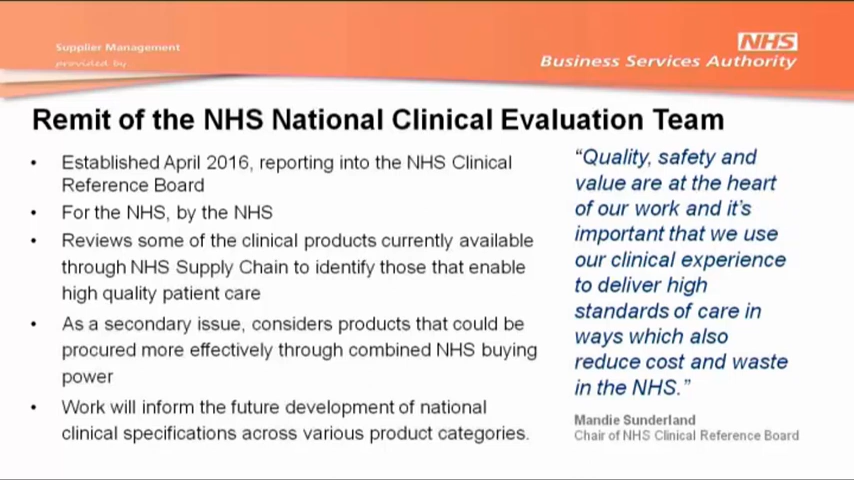 Supplier Management
provided by
NHS
Business Services Authority
Remit of the NHS National Clinical Evaluation Team
• Established April 2016, reporting into the NHS Clinical
Reference Board
• For the NHS, by the NHS
• Reviews some of the clinical products currently available
through NHS Supply Chain to identify those that enable
high quality patient care
• As a secondary issue, considers products that could be
procured more effectively through combined NHS buying
power
• Work will inform the future development of national
clinical specifications across various product categories.
“Quality, safety and
value are at the heart
of our work and it’s
important that we use
our clinical experience
to deliver high
standards of care in
ways which also
reduce cost and waste
in the NHS.”
Mandie Sunderland
Chair of NHS Clinical Reference Board